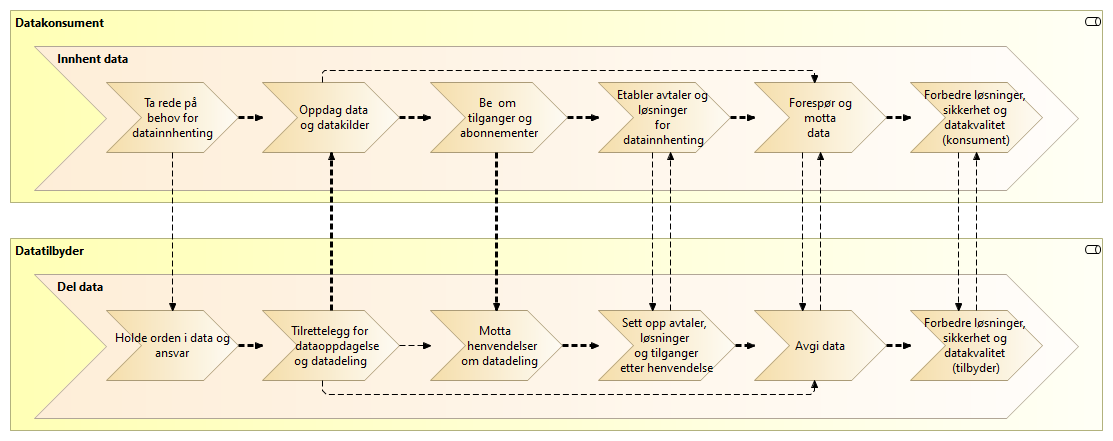 Datakonsument
Innhent data
Ta rede på
behov for
datainnhenting
Oppdag data
og datakilder
Be  om
tilganger og
abonnementer
Etabler avtaler og
løsninger
for
datainnhenting
Forespør og
motta
data
Forbedre løsninger,
sikkerhet og
datakvalitet
(konsument)
Datatilbyder
Del data
Holde orden i data og
ansvar
Tilrettelegg for
dataoppdagelse
og datadeling
Motta
henvendelser
om datadeling
Sett opp avtaler,
løsninger
og tilganger
etter henvendelse
Avgi data
Forbedre løsninger,
sikkerhet og
datakvalitet
(tilbyder)